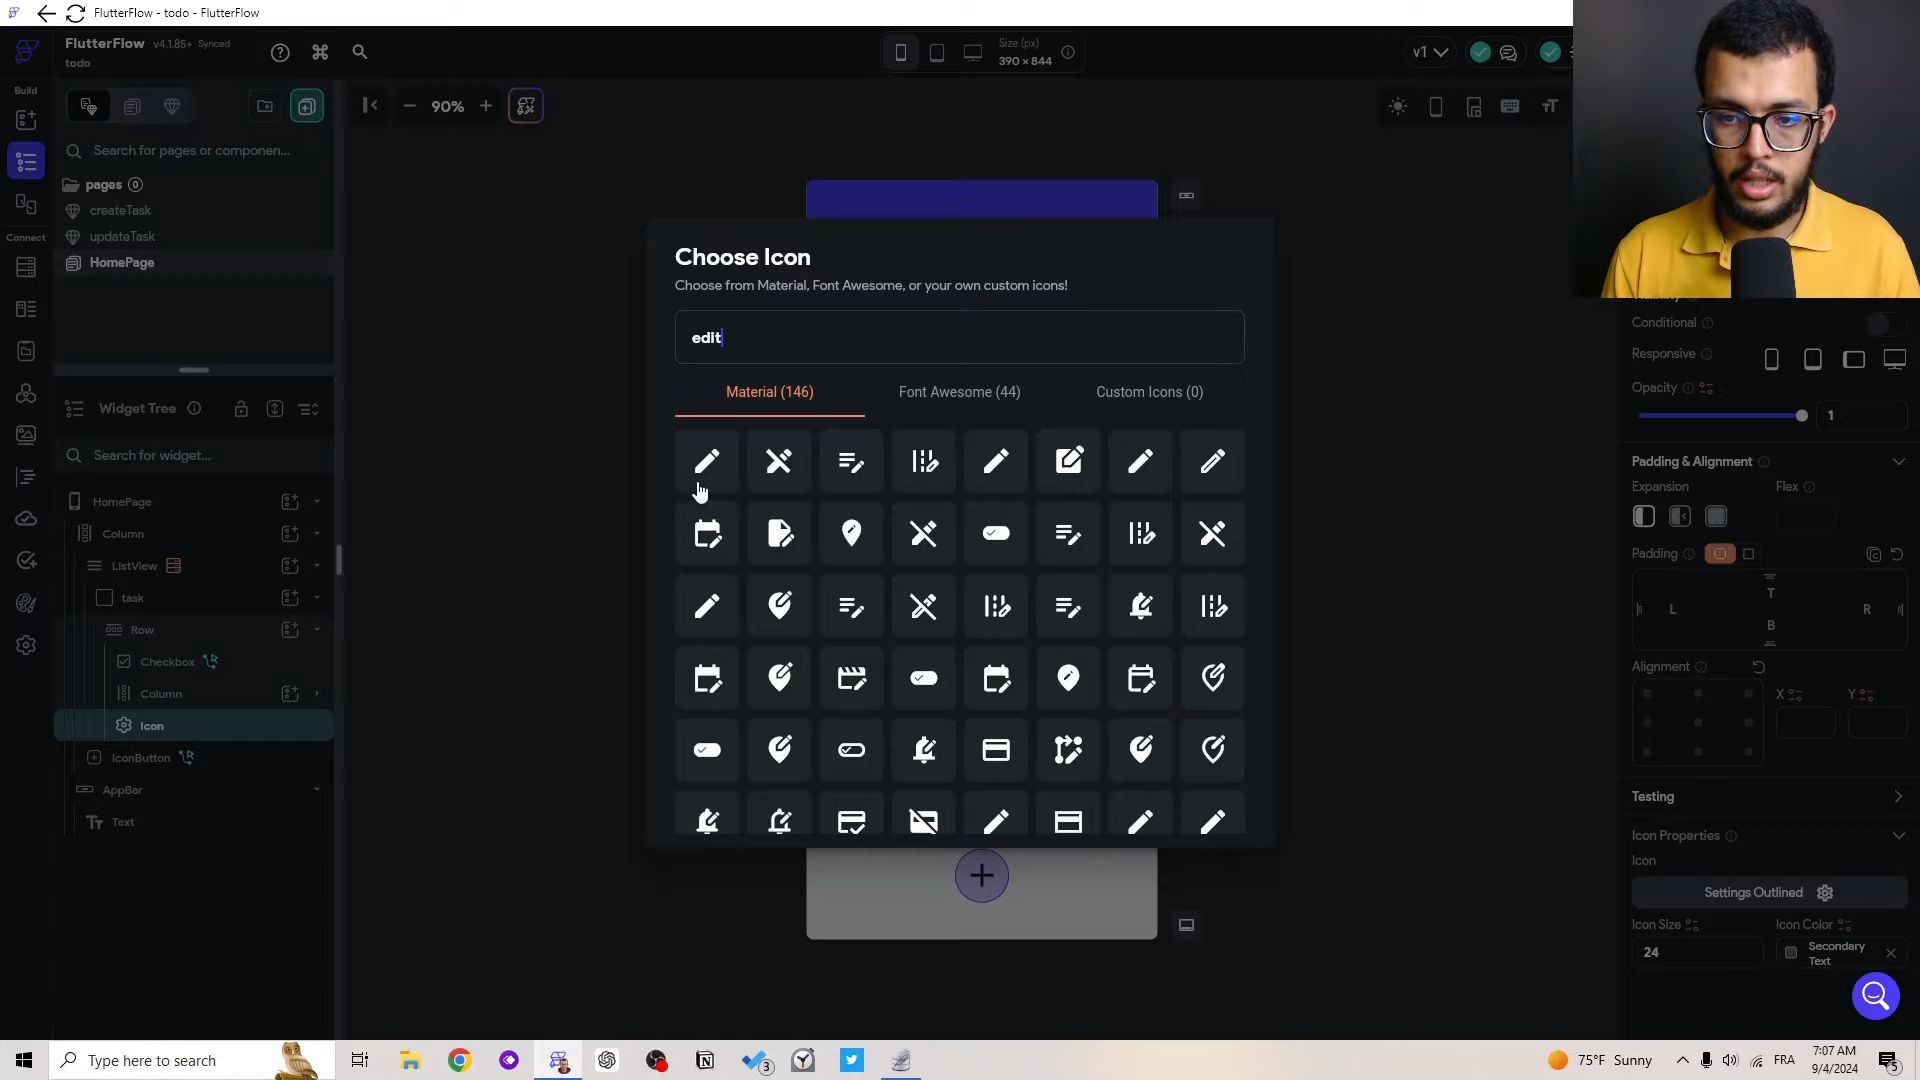 FlutterFlow - todo - FlutterFlow
FlutterFlow v4.1.85+ Synced
todo
Size (px)
390 × 844
v1
Build
90%
Search for pages or componen...
pages 0
createTask
updateTask
HomePage
Connect
Widget Tree
Search for widget...
HomePage
Column
ListView
task
Row
Checkbox
Column
Icon
IconButton
AppBar
Text
Choose Icon
Choose from Material, Font Awesome, or your own custom icons!
edit
Material (146)
Font Awesome (44)
Custom Icons (0)
Conditional
Responsive
Opacity
1
Padding & Alignment
Expansion
Flex
Padding
T
L
R
B
Alignment
X
Y
Testing
Icon Properties
Icon
Settings Outlined
Icon Size
Icon Color
24
Secondary
Text
Type here to search
3
75°F Sunny
FRA
7:07 AM
9/4/2024
5